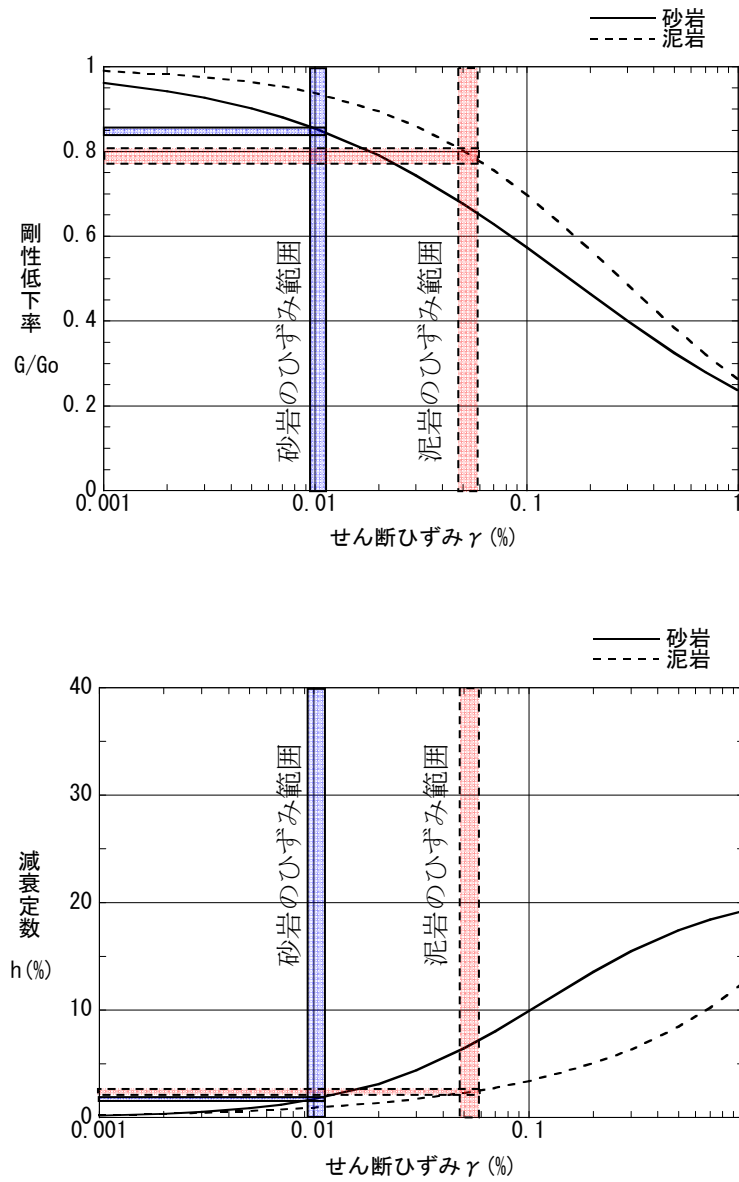 砂岩
泥岩
1
0.8
0.6
0.4
0.2
0
剛性低下率
G/Go
砂岩のひずみ範囲
泥岩のひずみ範囲
0.001
0.01
0.1
1
せん断ひずみγ(%)
砂岩
泥岩
40
30
20
10
0
減衰定数
h(%)
砂岩のひずみ範囲
泥岩のひずみ範囲
0.001
0.01
0.1
せん断ひずみγ(%)